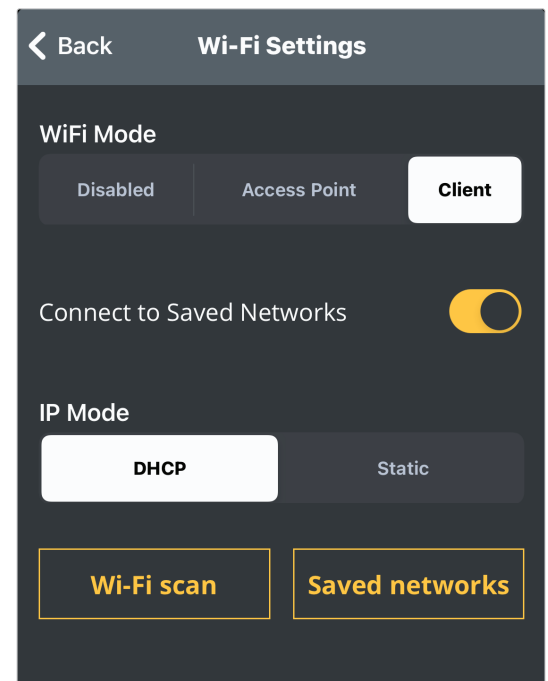 Back Wi-Fi Settings
WiFi Mode
Disabled Access Point Client
Connect to Saved Networks
IP Mode
DHCP Static
Wi-Fi scan Saved networks